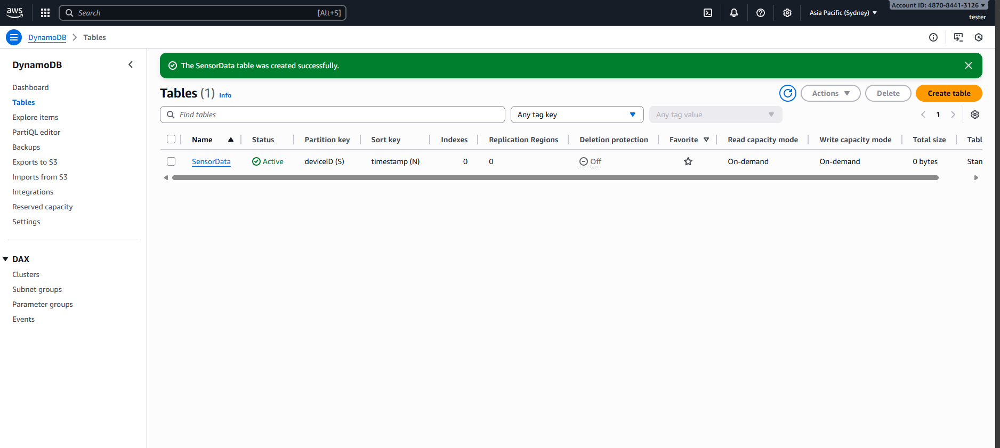 aws
Search [Alt+S]
Asia Pacific (Sydney)
Account ID: 4870-8441-3126
tester
DynamoDB
Tables
DynamoDB
Dashboard
Tables
Explore items
PartiQL editor
Backups
Exports to S3
Imports from S3
Integrations
Reserved capacity
Settings
DAX
Clusters
Subnet groups
Parameter groups
Events
The SensorData table was created successfully.
Tables (1) Info
Actions
Delete
Create table
Find tables
Any tag key
Any tag value
1
Name Status Partition key Sort key Indexes Replication Regions Deletion protection Favorite Read capacity mode Write capacity mode Total size Tabl
SensorData Active deviceID (S) timestamp (N) 0 0 Off On-demand On-demand 0 bytes Stan